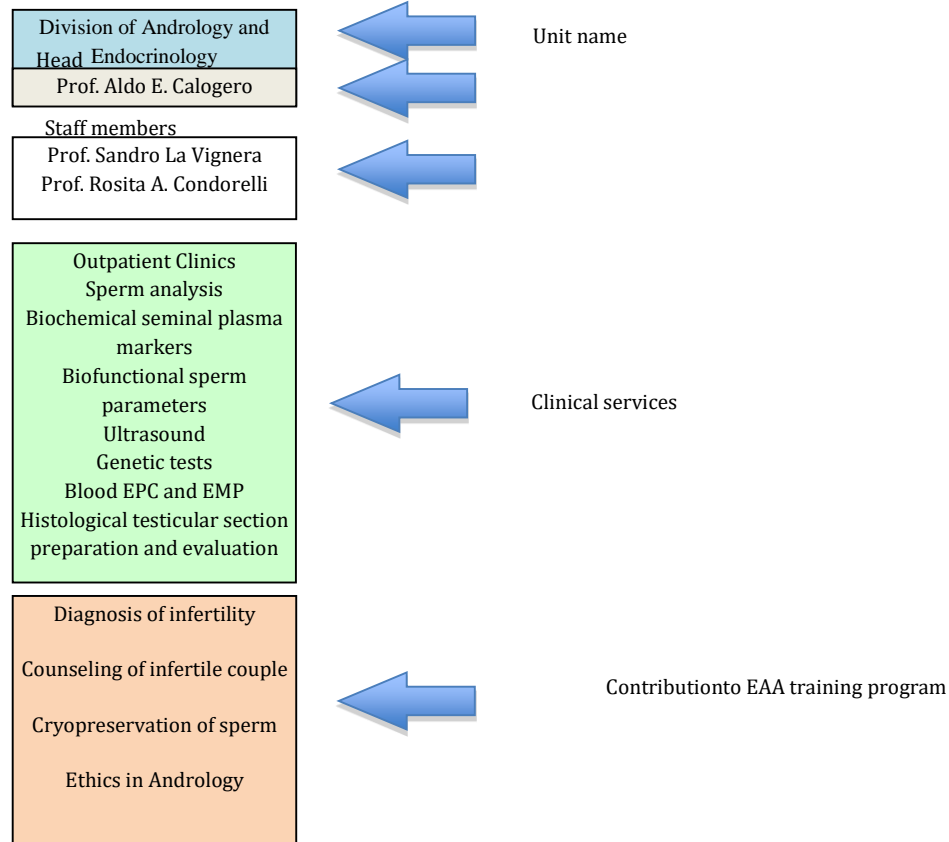 Division of Andrology and
Head Endocrinology
Unit name
Prof. Aldo E. Calogero
Staff members
Prof. Sandro La Vignera
Prof. Rosita A. Condorelli
Outpatient Clinics
Sperm analysis
Biochemical seminal plasma
markers
Biofunctional sperm
parameters
Ultrasound
Genetic tests
Blood EPC and EMP
Histological testicular section
preparation and evaluation
Clinical services
Diagnosis of infertility
Counseling of infertile couple
Cryopreservation of sperm
Ethics in Andrology
Contributionto EAA training program